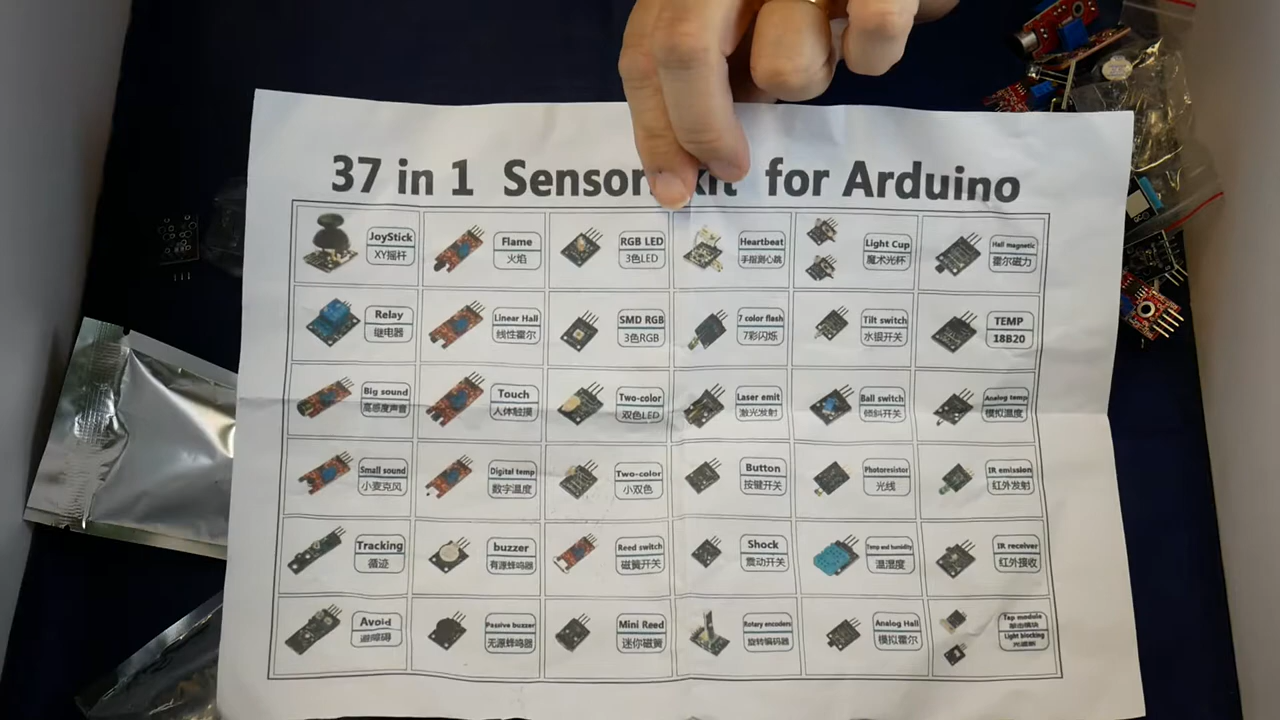 37 in 1 Sensor kit for Arduino
JoyStick
XY摇杆
Flame
火焰
RGB LED
3色LED
Heartbeat
手指测心跳
Light Cup
魔术光杯
Hall magnetic
霍尔磁力
Relay
继电器
Linear Hall
线性霍尔
SMD RGB
3色RGB
7 color flash
7彩闪烁
Tilt switch
水银开关
TEMP
18B20
Big sound
高感度声音
Touch
人体触摸
Two-color
双色LED
Laser emit
激光发射
Ball switch
倾斜开关
Analog temp
模拟温度
Small sound
小麦克风
Digital temp
数字温度
Two-color
小双色
Button
按键开关
Photoresistor
光线
IR emission
红外发射
Tracking
循迹
buzzer
有源蜂鸣器
Reed switch
磁簧开关
Shock
震动开关
Temp and humidity
温湿度
IR receiver
红外接收
Avoid
避障碍
Passive buzzer
无源蜂鸣器
Mini Reed
迷你磁簧
Rotary encoders
旋转编码器
Analog Hall
模拟霍尔
Tap module
Light blocking